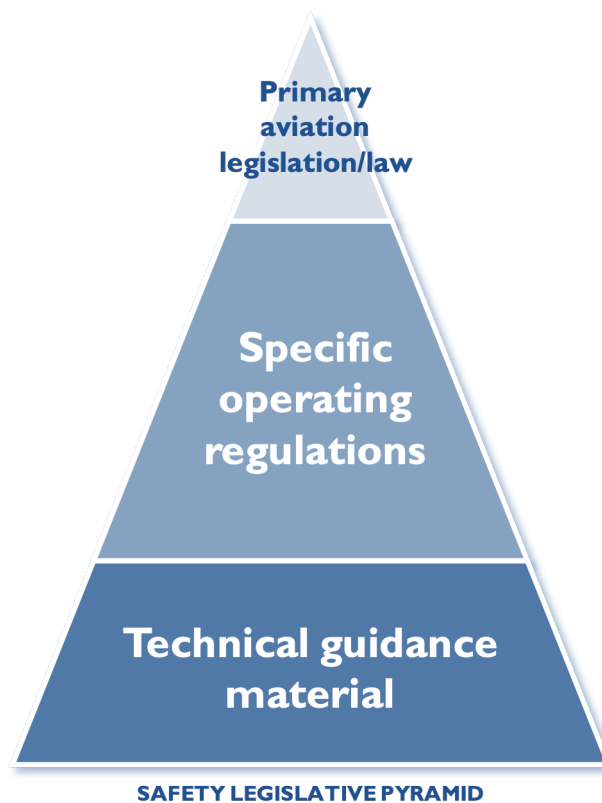 Primary
aviation
legislation/law
Specific
operating
regulations
Technical guidance
material
SAFETY LEGISLATIVE PYRAMID